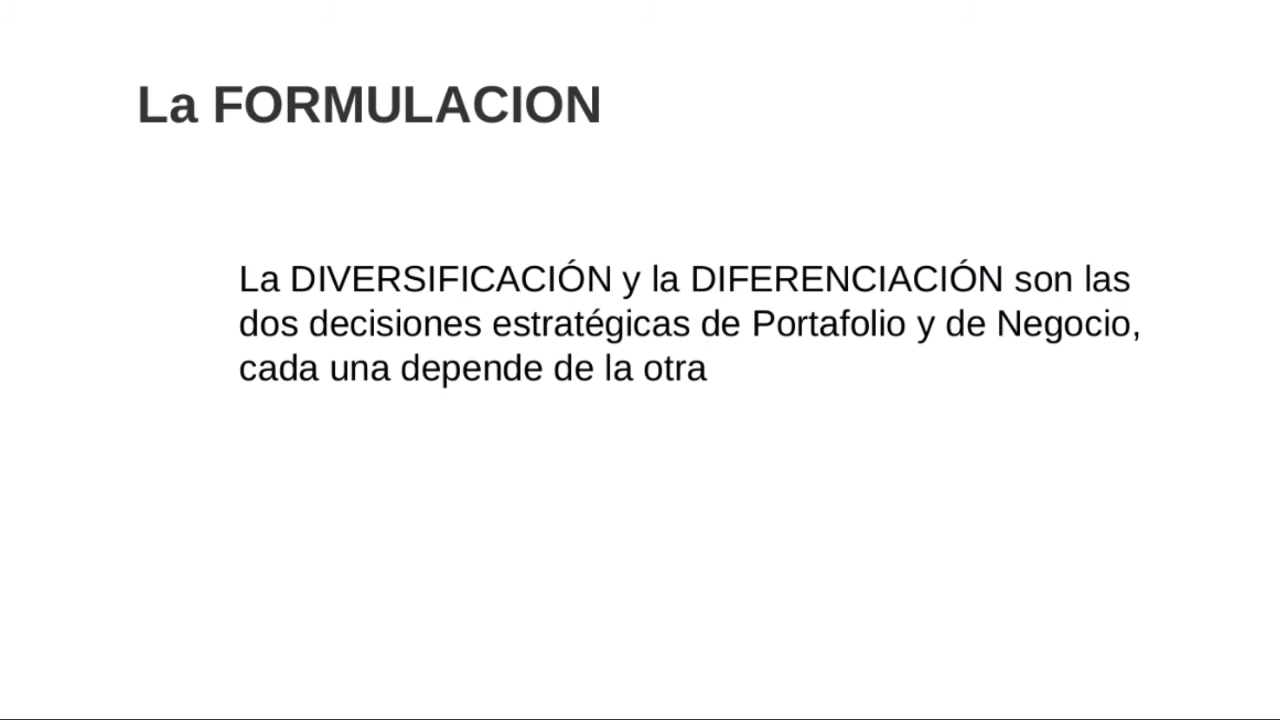 La FORMULACION
La DIVERSIFICACIÓN y la DIFERENCIACIÓN son las
dos decisiones estratégicas de Portafolio y de Negocio,
cada una depende de la otra